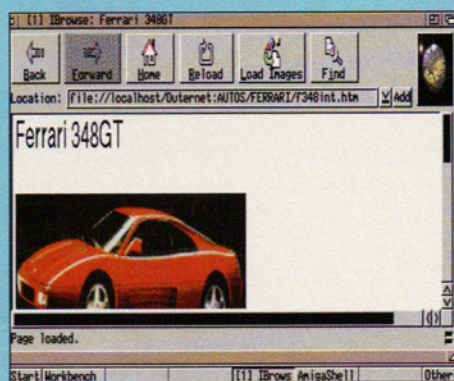 [1] IBrowse: Ferrari 348GT
Back Forward Home Reload Load Images Find
Location: file://localhost/Outernet:AUTOS/FERRARI/f348int.htm Add
Ferrari 348GT
Page loaded.
Start Workbench [1] IBrows AmigaShell Other